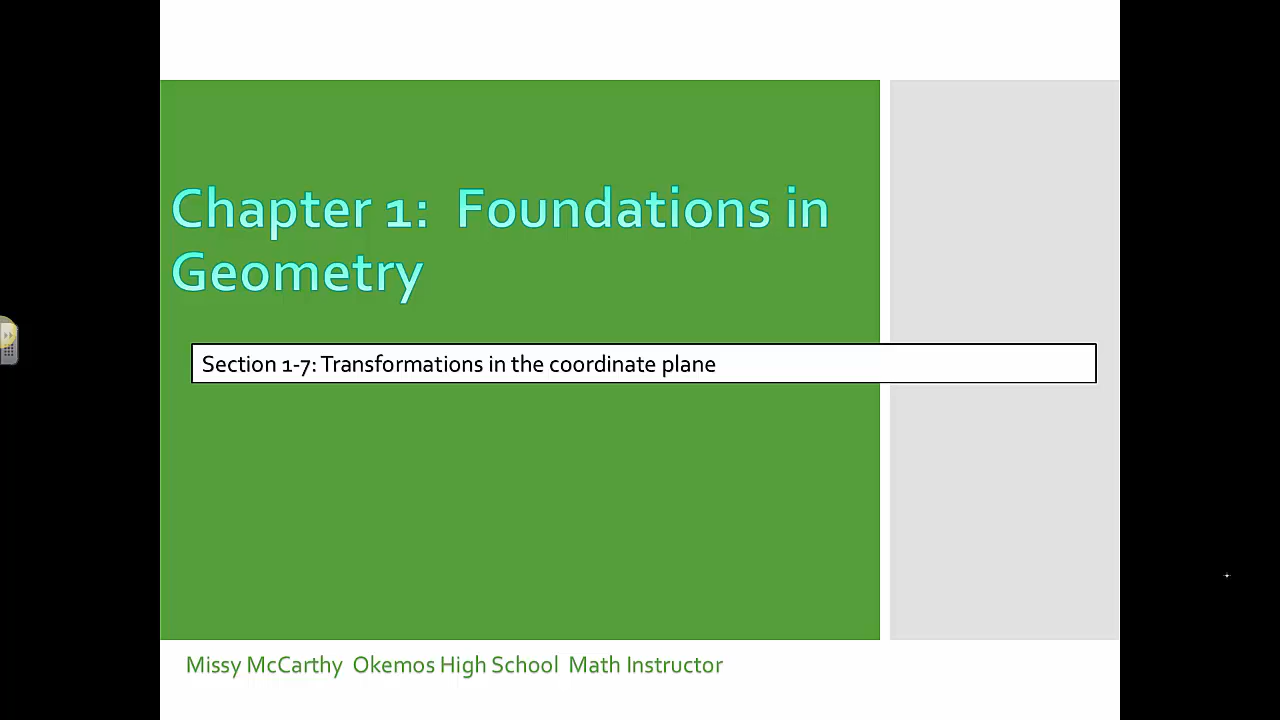 Chapter 1:  Foundations in
Geometry
Section 1-7: Transformations in the coordinate plane
Missy McCarthy  Okemos High School  Math Instructor